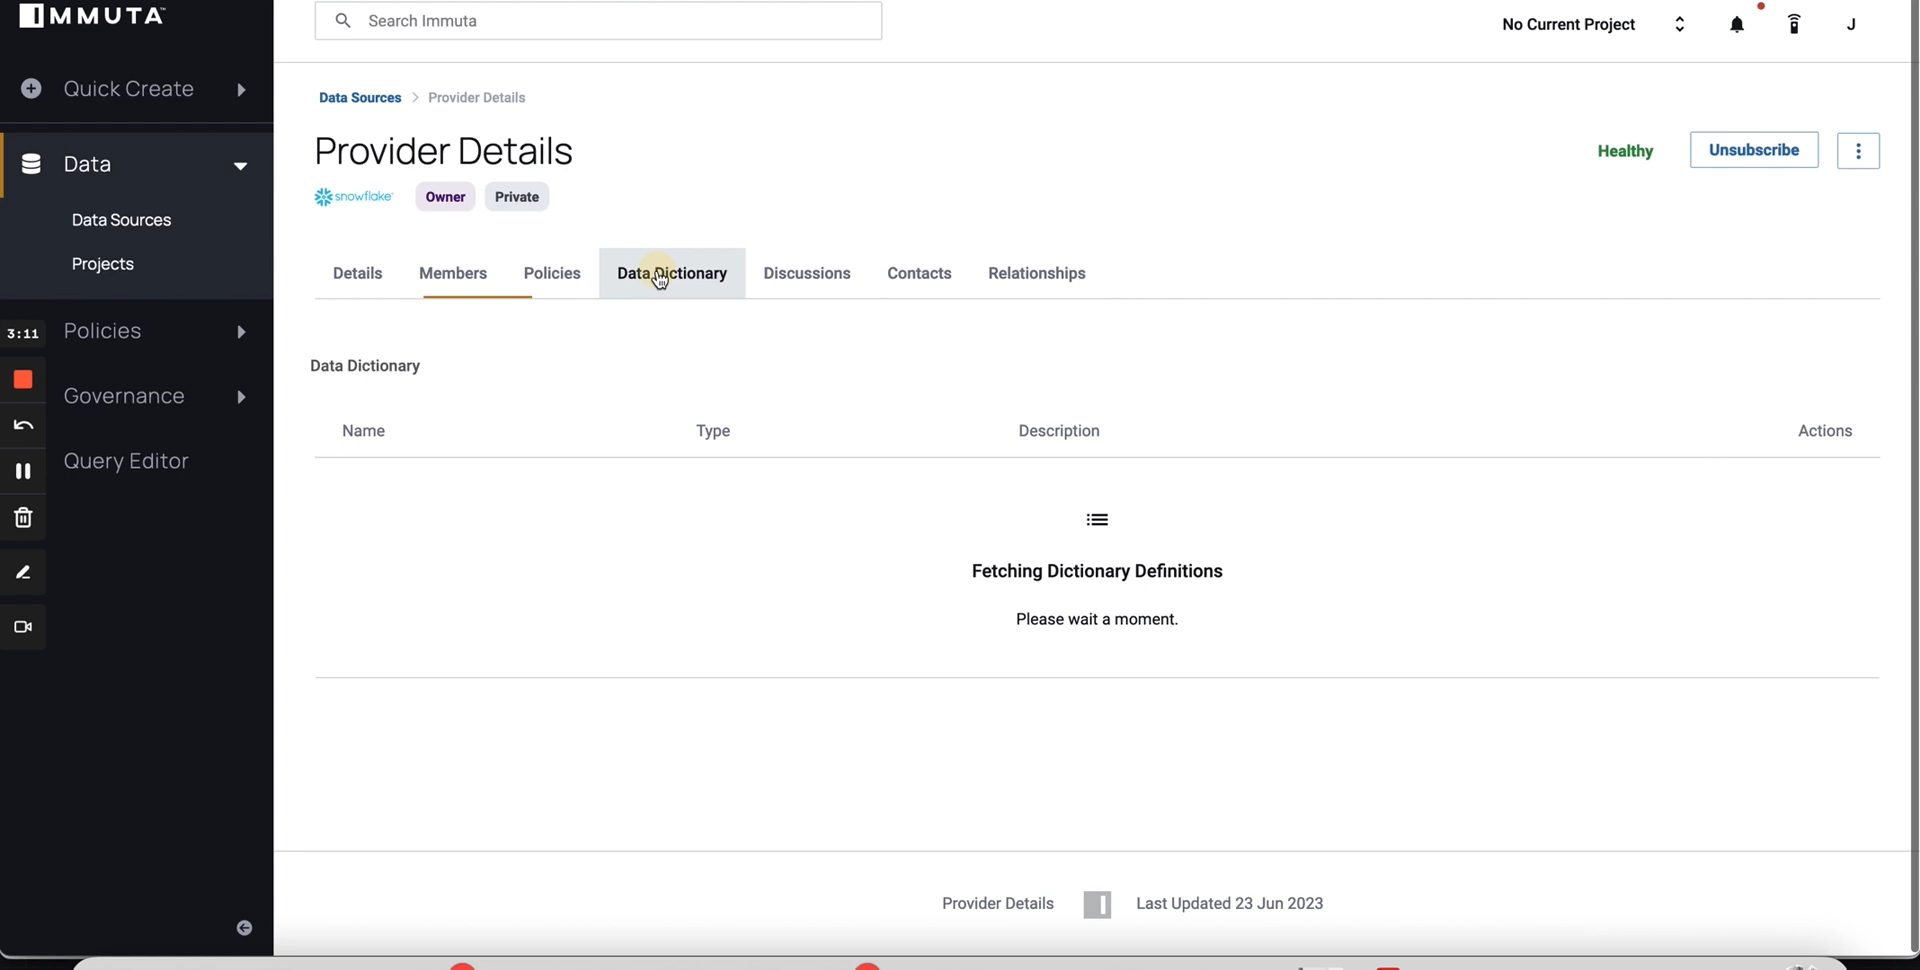 IMMUTA™
Search Immuta
No Current Project
J
Quick Create
Data
Data Sources
Projects
3:11
Policies
Governance
Query Editor
Data Sources > Provider Details
Provider Details
Healthy
Unsubscribe
snowflake
Owner
Private
Details
Members
Policies
Data Dictionary
Discussions
Contacts
Relationships
Data Dictionary
Name
Type
Description
Actions
Fetching Dictionary Definitions
Please wait a moment.
Provider Details
Last Updated 23 Jun 2023